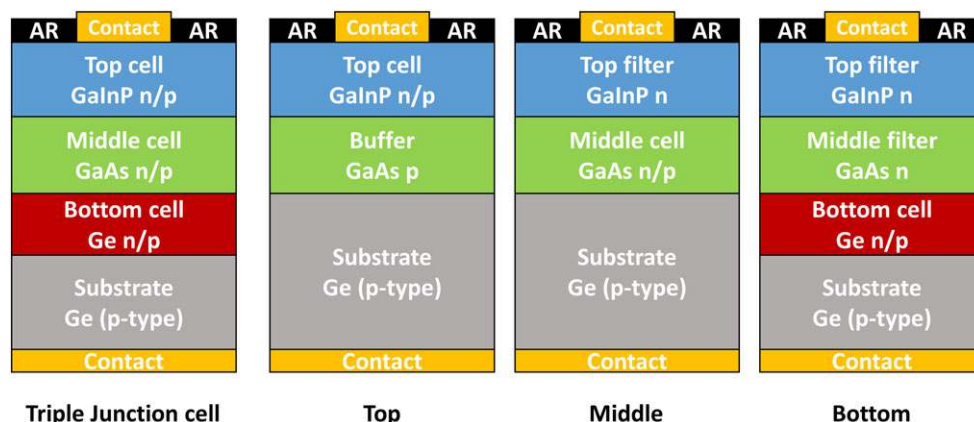 AR Contact AR
Top cell
GaInP n/p
Middle cell
GaAs n/p
Bottom cell
Ge n/p
Substrate
Ge (p-type)
Contact
Triple Junction cell
AR Contact AR
Top cell
GaInP n/p
Buffer
GaAs p
Substrate
Ge (p-type)
Contact
Top
AR Contact AR
Top filter
GaInP n
Middle cell
GaAs n/p
Substrate
Ge (p-type)
Contact
Middle
AR Contact AR
Top filter
GaInP n
Middle filter
GaAs n
Bottom cell
Ge n/p
Substrate
Ge (p-type)
Contact
Bottom